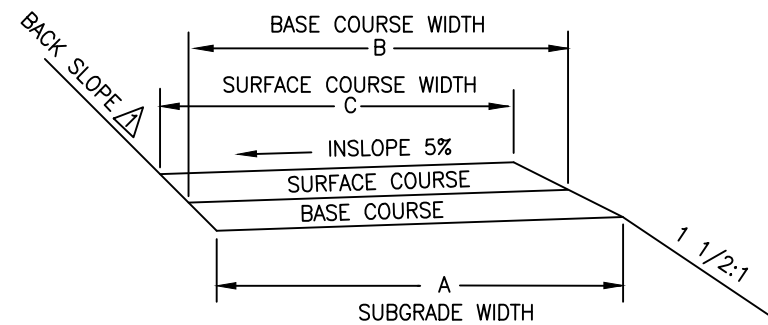 BASE COURSE WIDTH
B
BACK SLOPE 1
SURFACE COURSE WIDTH
C
INSLOPE 5%
SURFACE COURSE
BASE COURSE
1 1/2:1
A
SUBGRADE WIDTH